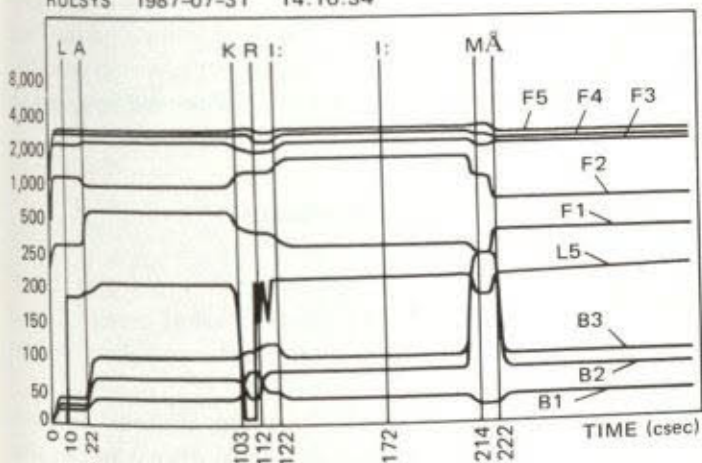 RULSYS 1987-07-31 14:10:54
L A K R I: I: M Å
8,000
4,000
2,000
1,000
500
250
200
150
100
50
0
F5 F4 F3
F2
F1
L5
B3
B2
B1
0 10 22 103 112 122 172 214 222
TIME (csec)